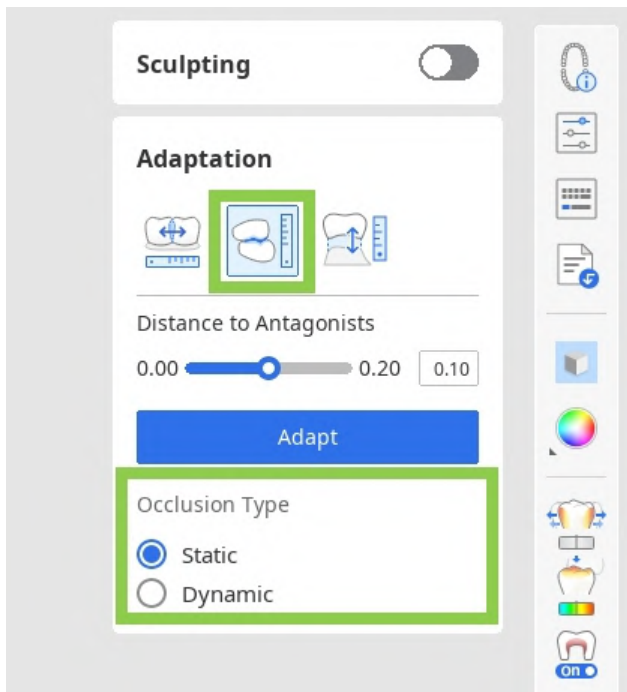 Sculpting
Adaptation
Distance to Antagonists
0.00 0.20 0.10
Adapt
Occlusion Type
Static
Dynamic
On